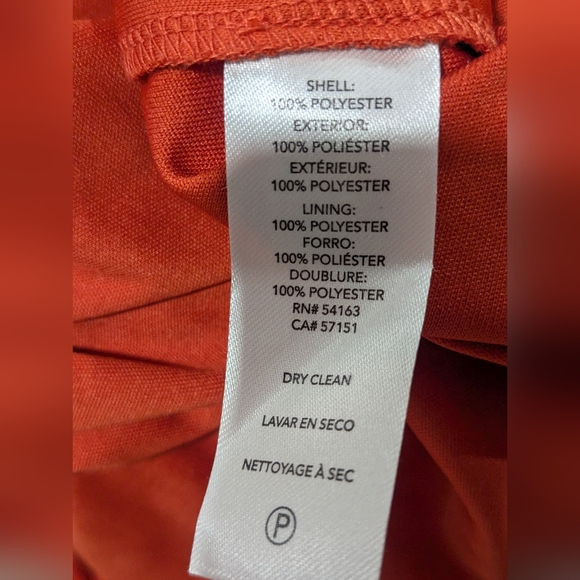 SHELL:
100% POLYESTER
EXTERIOR:
100% POLIÉSTER
EXTÉRIEUR:
100% POLYESTER
LINING:
100% POLYESTER
FORRO:
100% POLIÉSTER
DOUBLURE:
100% POLYESTER
RN# 54163
CA# 57151
DRY CLEAN
LAVAR EN SECO
NETTOYAGE À SEC
P